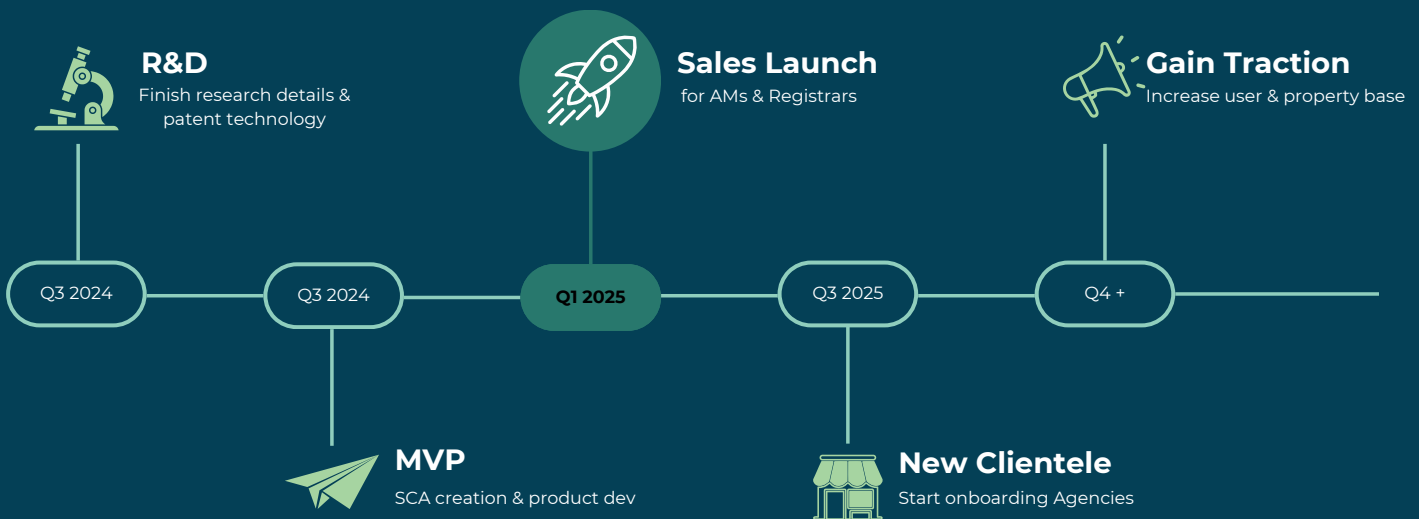 R&D
Finish research details &
patent technology
Sales Launch
for AMs & Registrars
Gain Traction
Increase user & property base
Q3 2024
Q3 2024
Q1 2025
Q3 2025
Q4 +
MVP
SCA creation & product dev
New Clientele
Start onboarding Agencies